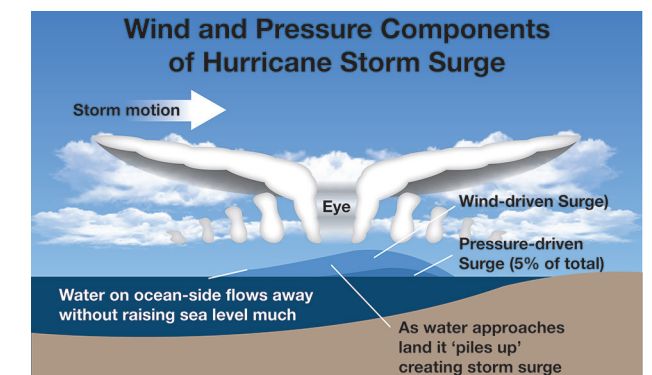 Wind and Pressure Components
of Hurricane Storm Surge
Storm motion
Eye
Wind-driven Surge)
Pressure-driven
Surge (5% of total)
Water on ocean-side flows away
without raising sea level much
As water approaches
land it ‘piles up’
creating storm surge